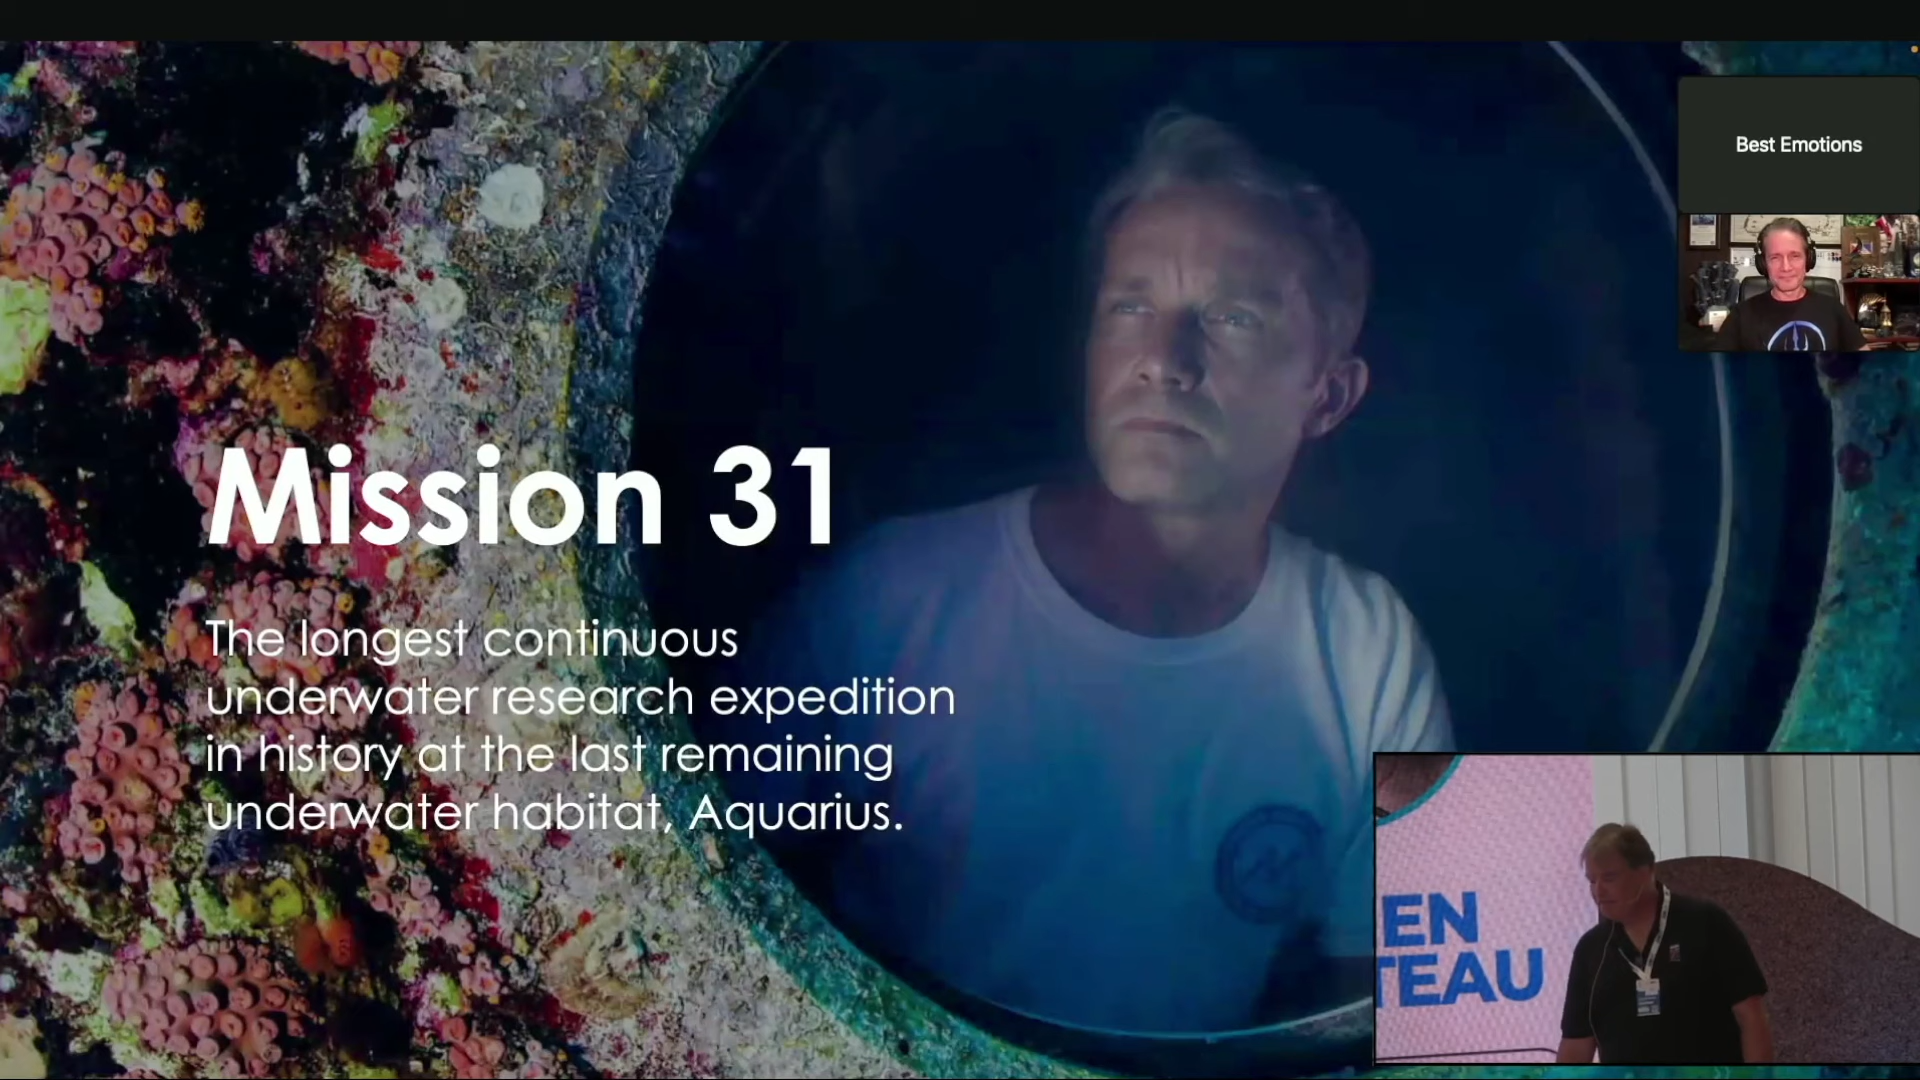 Best Emotions
Mission 31
The longest continuous
underwater research expedition
in history at the last remaining
underwater habitat, Aquarius.
EN
TEAU